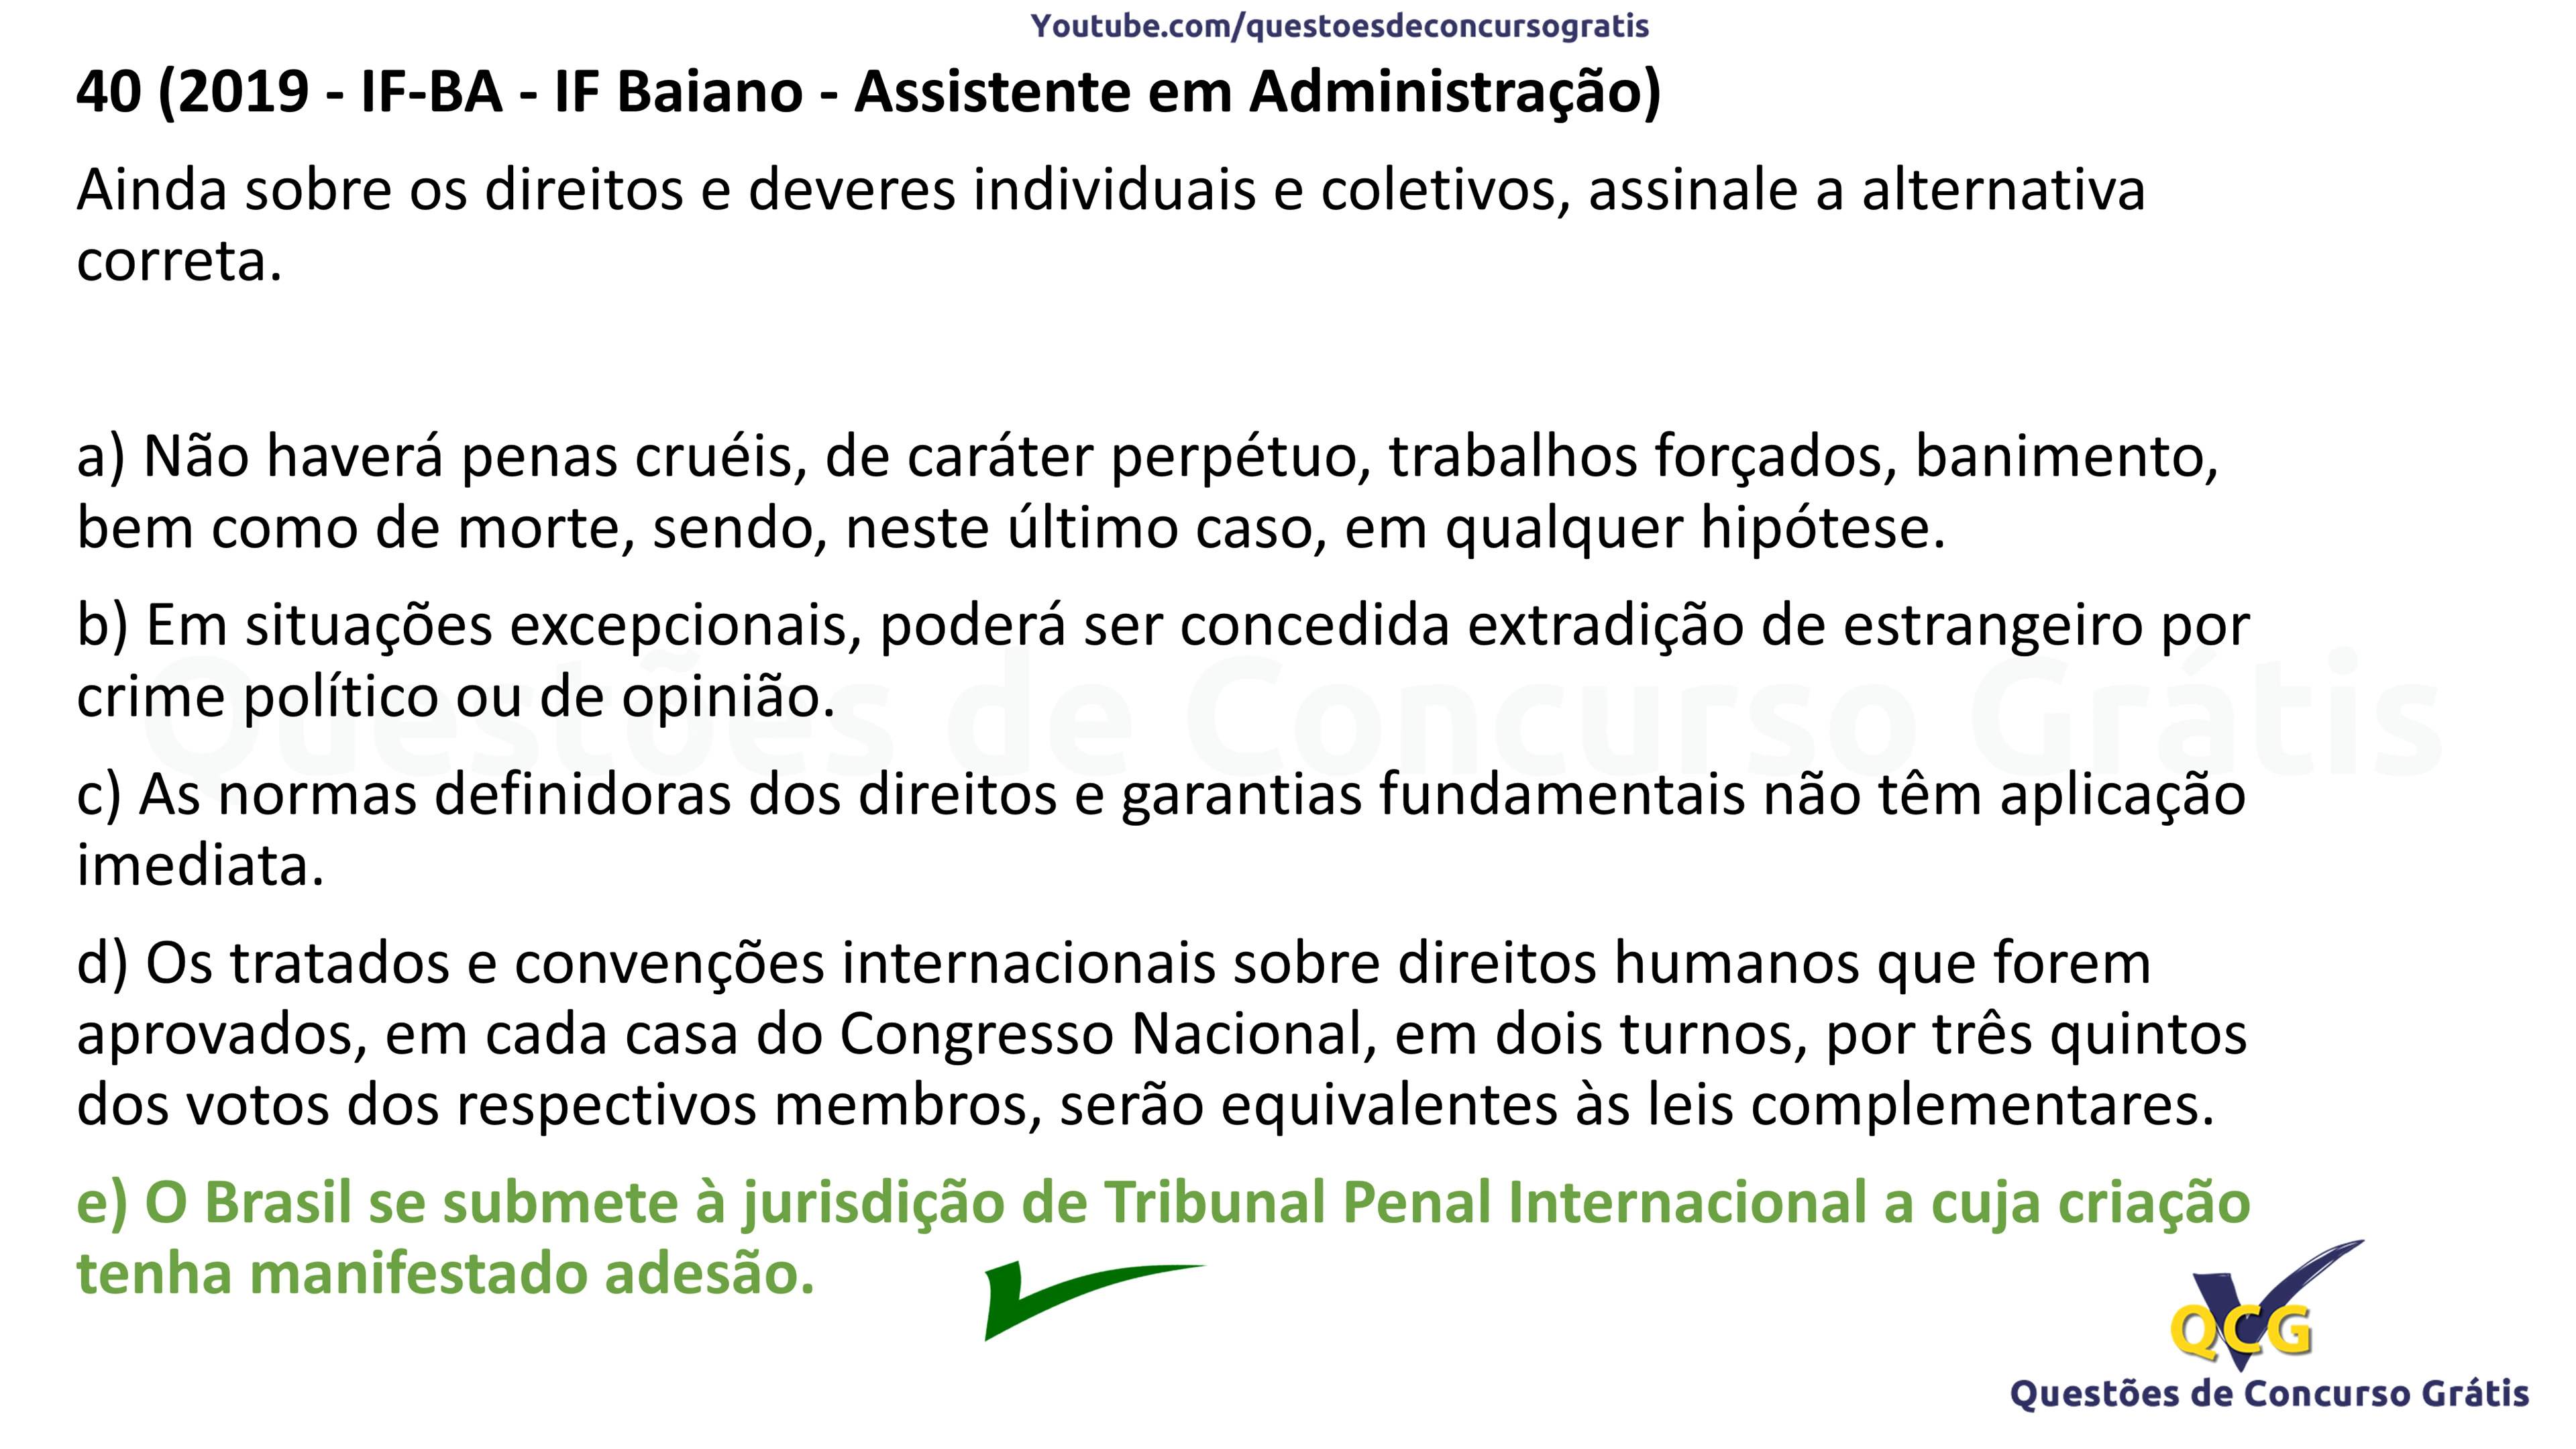 Youtube.com/questoesdeconcursogratis
40 (2019 - IF-BA - IF Baiano - Assistente em Administração)
Ainda sobre os direitos e deveres individuais e coletivos, assinale a alternativa
correta.
a) Não haverá penas cruéis, de caráter perpétuo, trabalhos forçados, banimento,
bem como de morte, sendo, neste último caso, em qualquer hipótese.
b) Em situações excepcionais, poderá ser concedida extradição de estrangeiro por
crime político ou de opinião.
Questões de Concurso Grátis
c) As normas definidoras dos direitos e garantias fundamentais não têm aplicação
imediata.
d) Os tratados e convenções internacionais sobre direitos humanos que forem
aprovados, em cada casa do Congresso Nacional, em dois turnos, por três quintos
dos votos dos respectivos membros, serão equivalentes às leis complementares.
e) O Brasil se submete à jurisdição de Tribunal Penal Internacional a cuja criação
tenha manifestado adesão.
QCG
Questões de Concurso Grátis